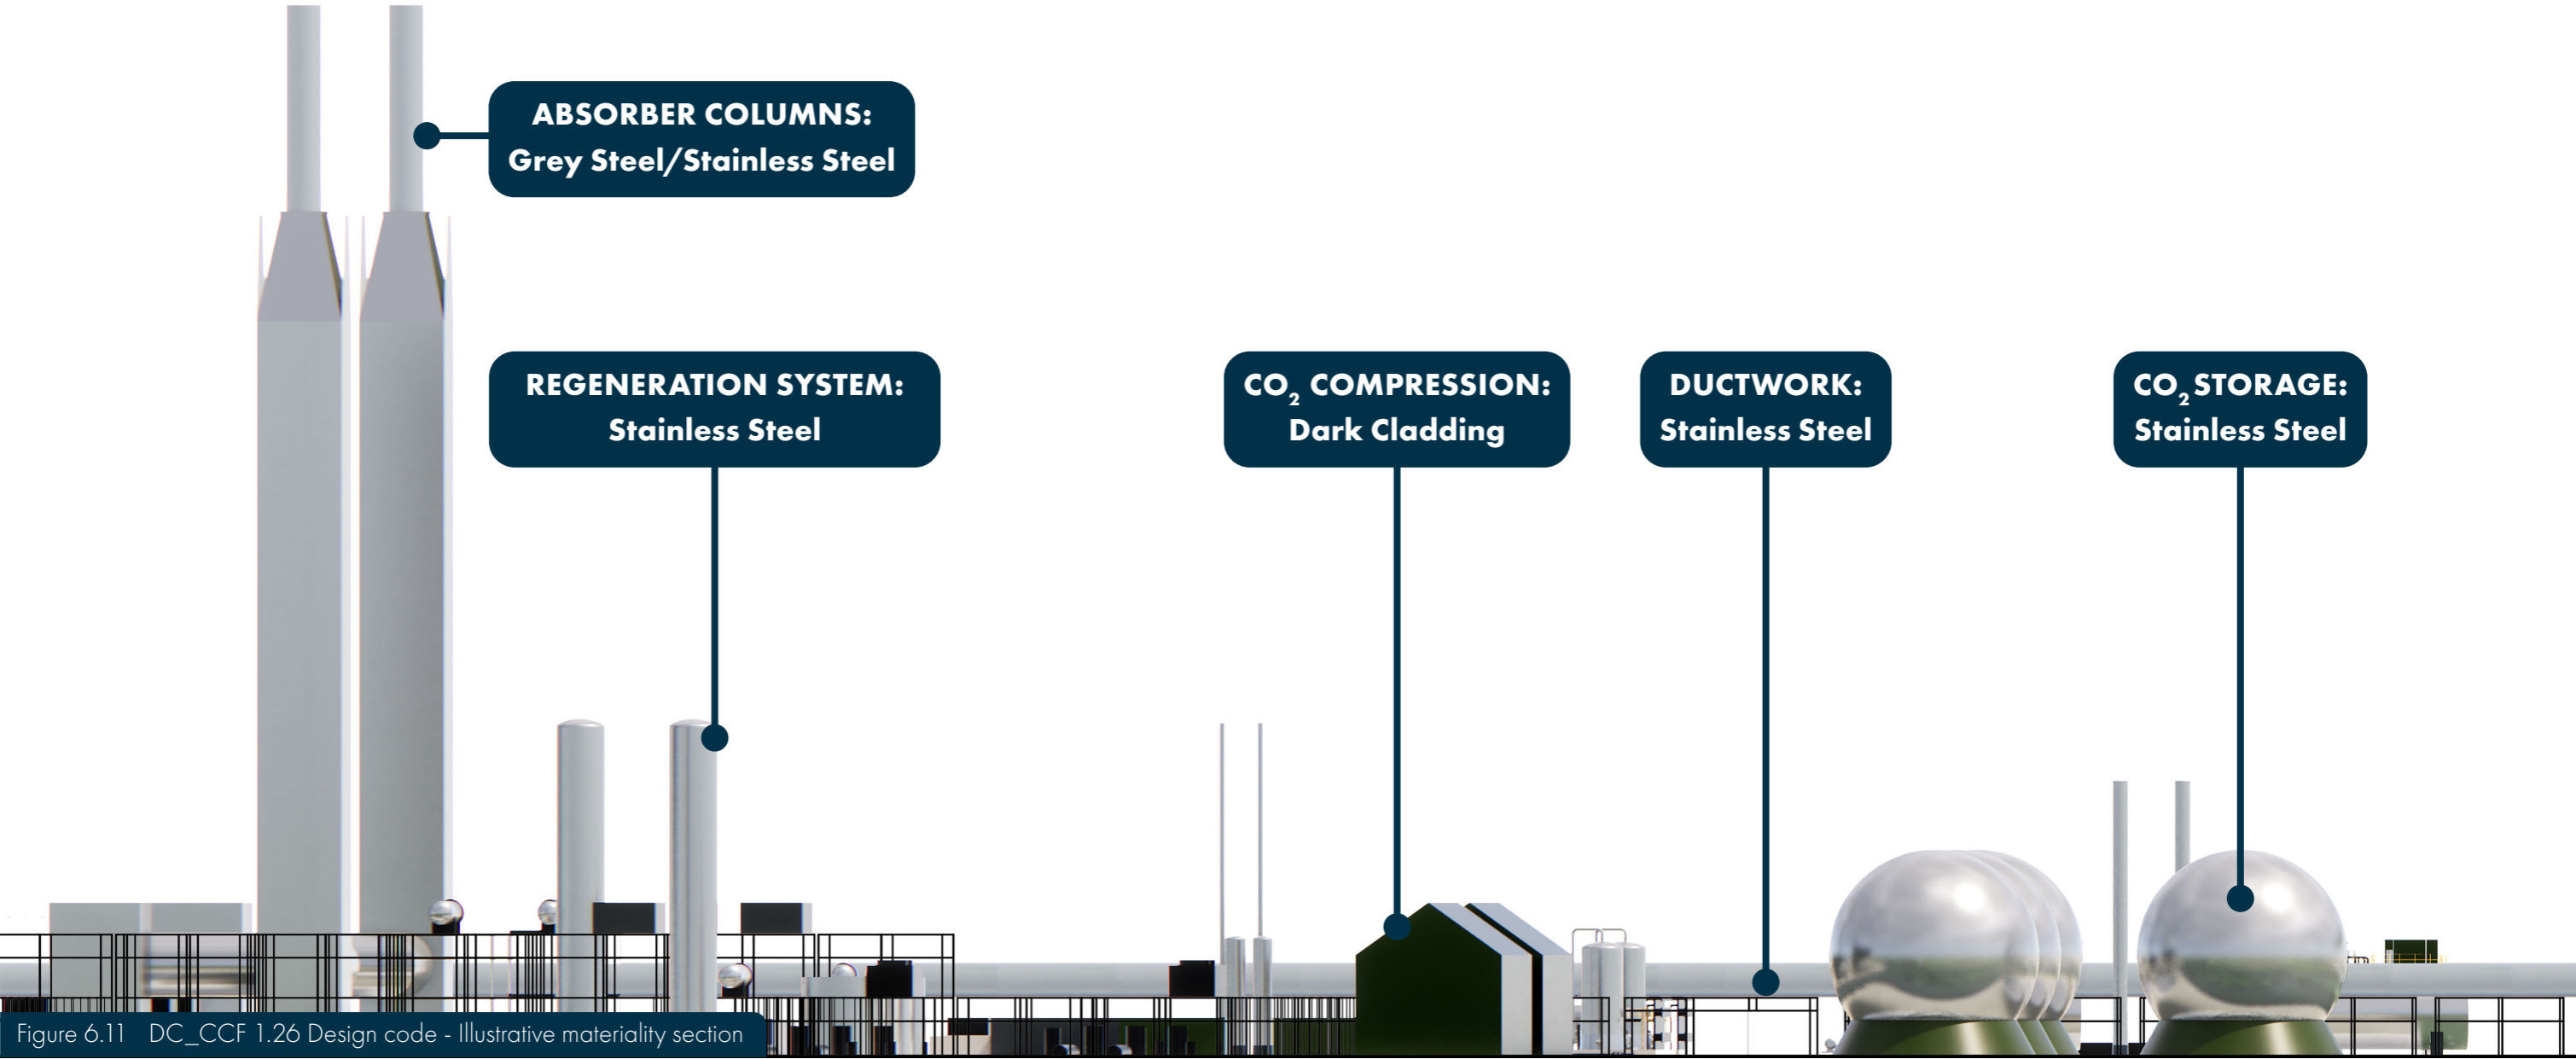 ABSORBER COLUMNS:
Grey Steel/Stainless Steel
REGENERATION SYSTEM:
Stainless Steel
CO₂ COMPRESSION:
Dark Cladding
DUCTWORK:
Stainless Steel
CO₂ STORAGE:
Stainless Steel
Figure 6.11 DC_CCF 1.26 Design code - Illustrative materiality section